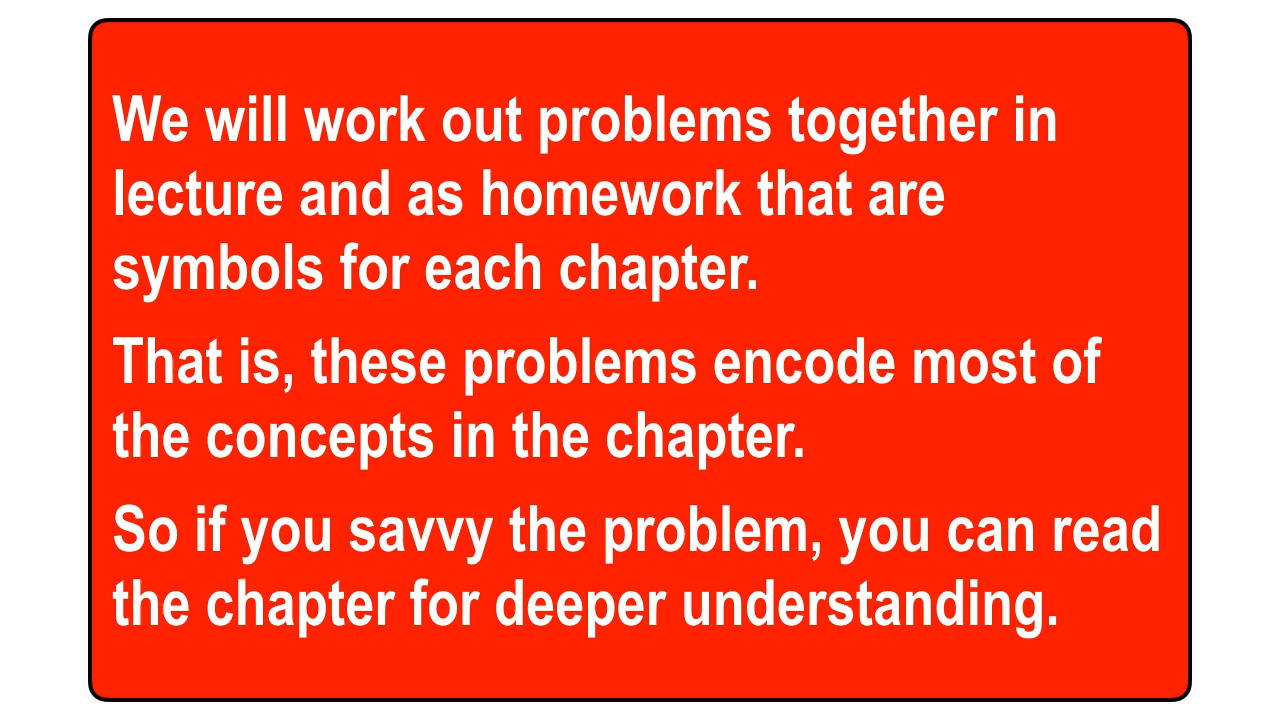 We will work out problems together in
lecture and as homework that are
symbols for each chapter.
That is, these problems encode most of
the concepts in the chapter.
So if you savvy the problem, you can read
the chapter for deeper understanding.